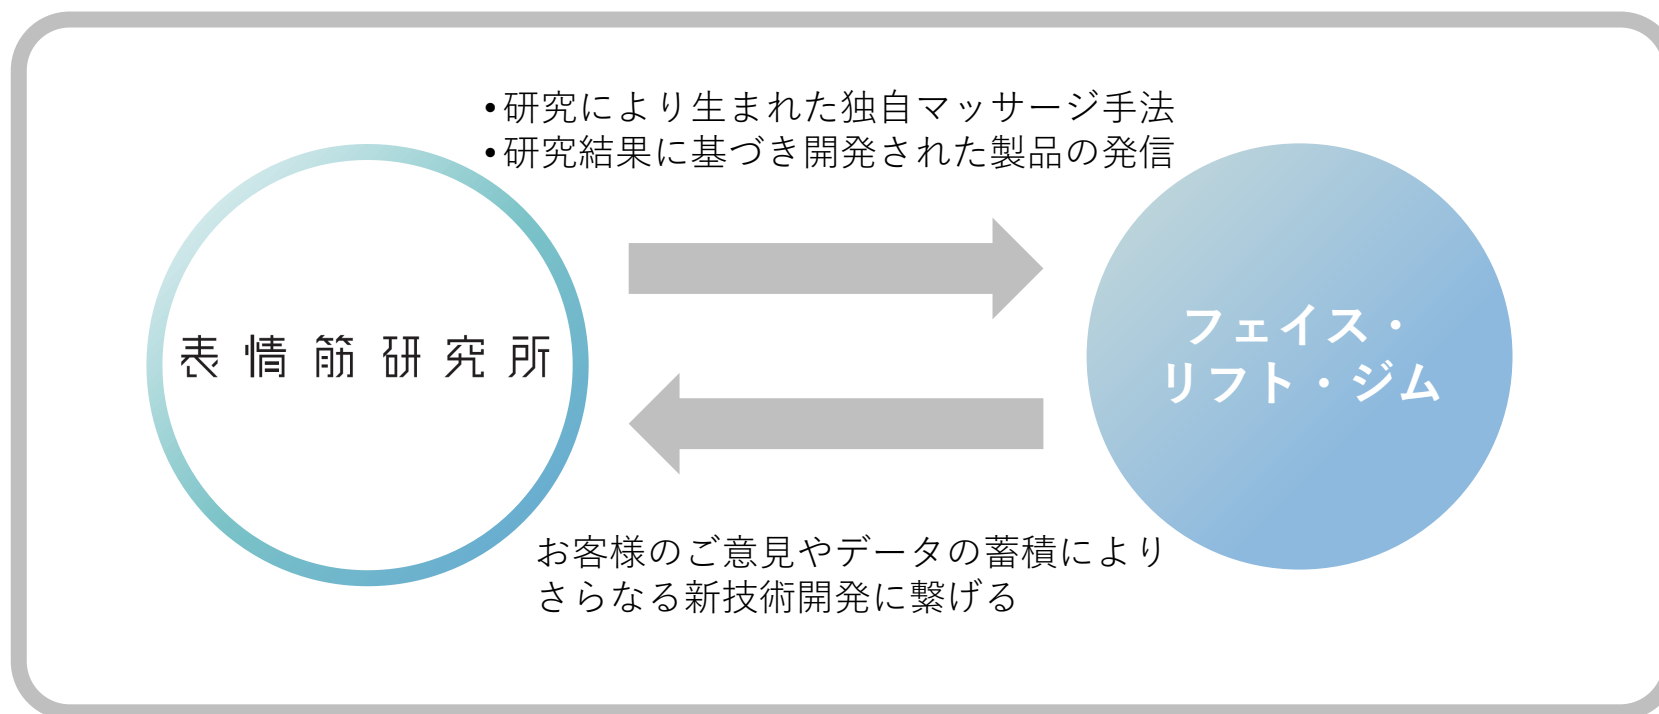 •研究により生まれた独自マッサージ手法
•研究結果に基づき開発された製品の発信
表情筋研究所
フェイス・
リフト・ジム
お客様のご意見やデータの蓄積により
さらなる新技術開発に繋げる